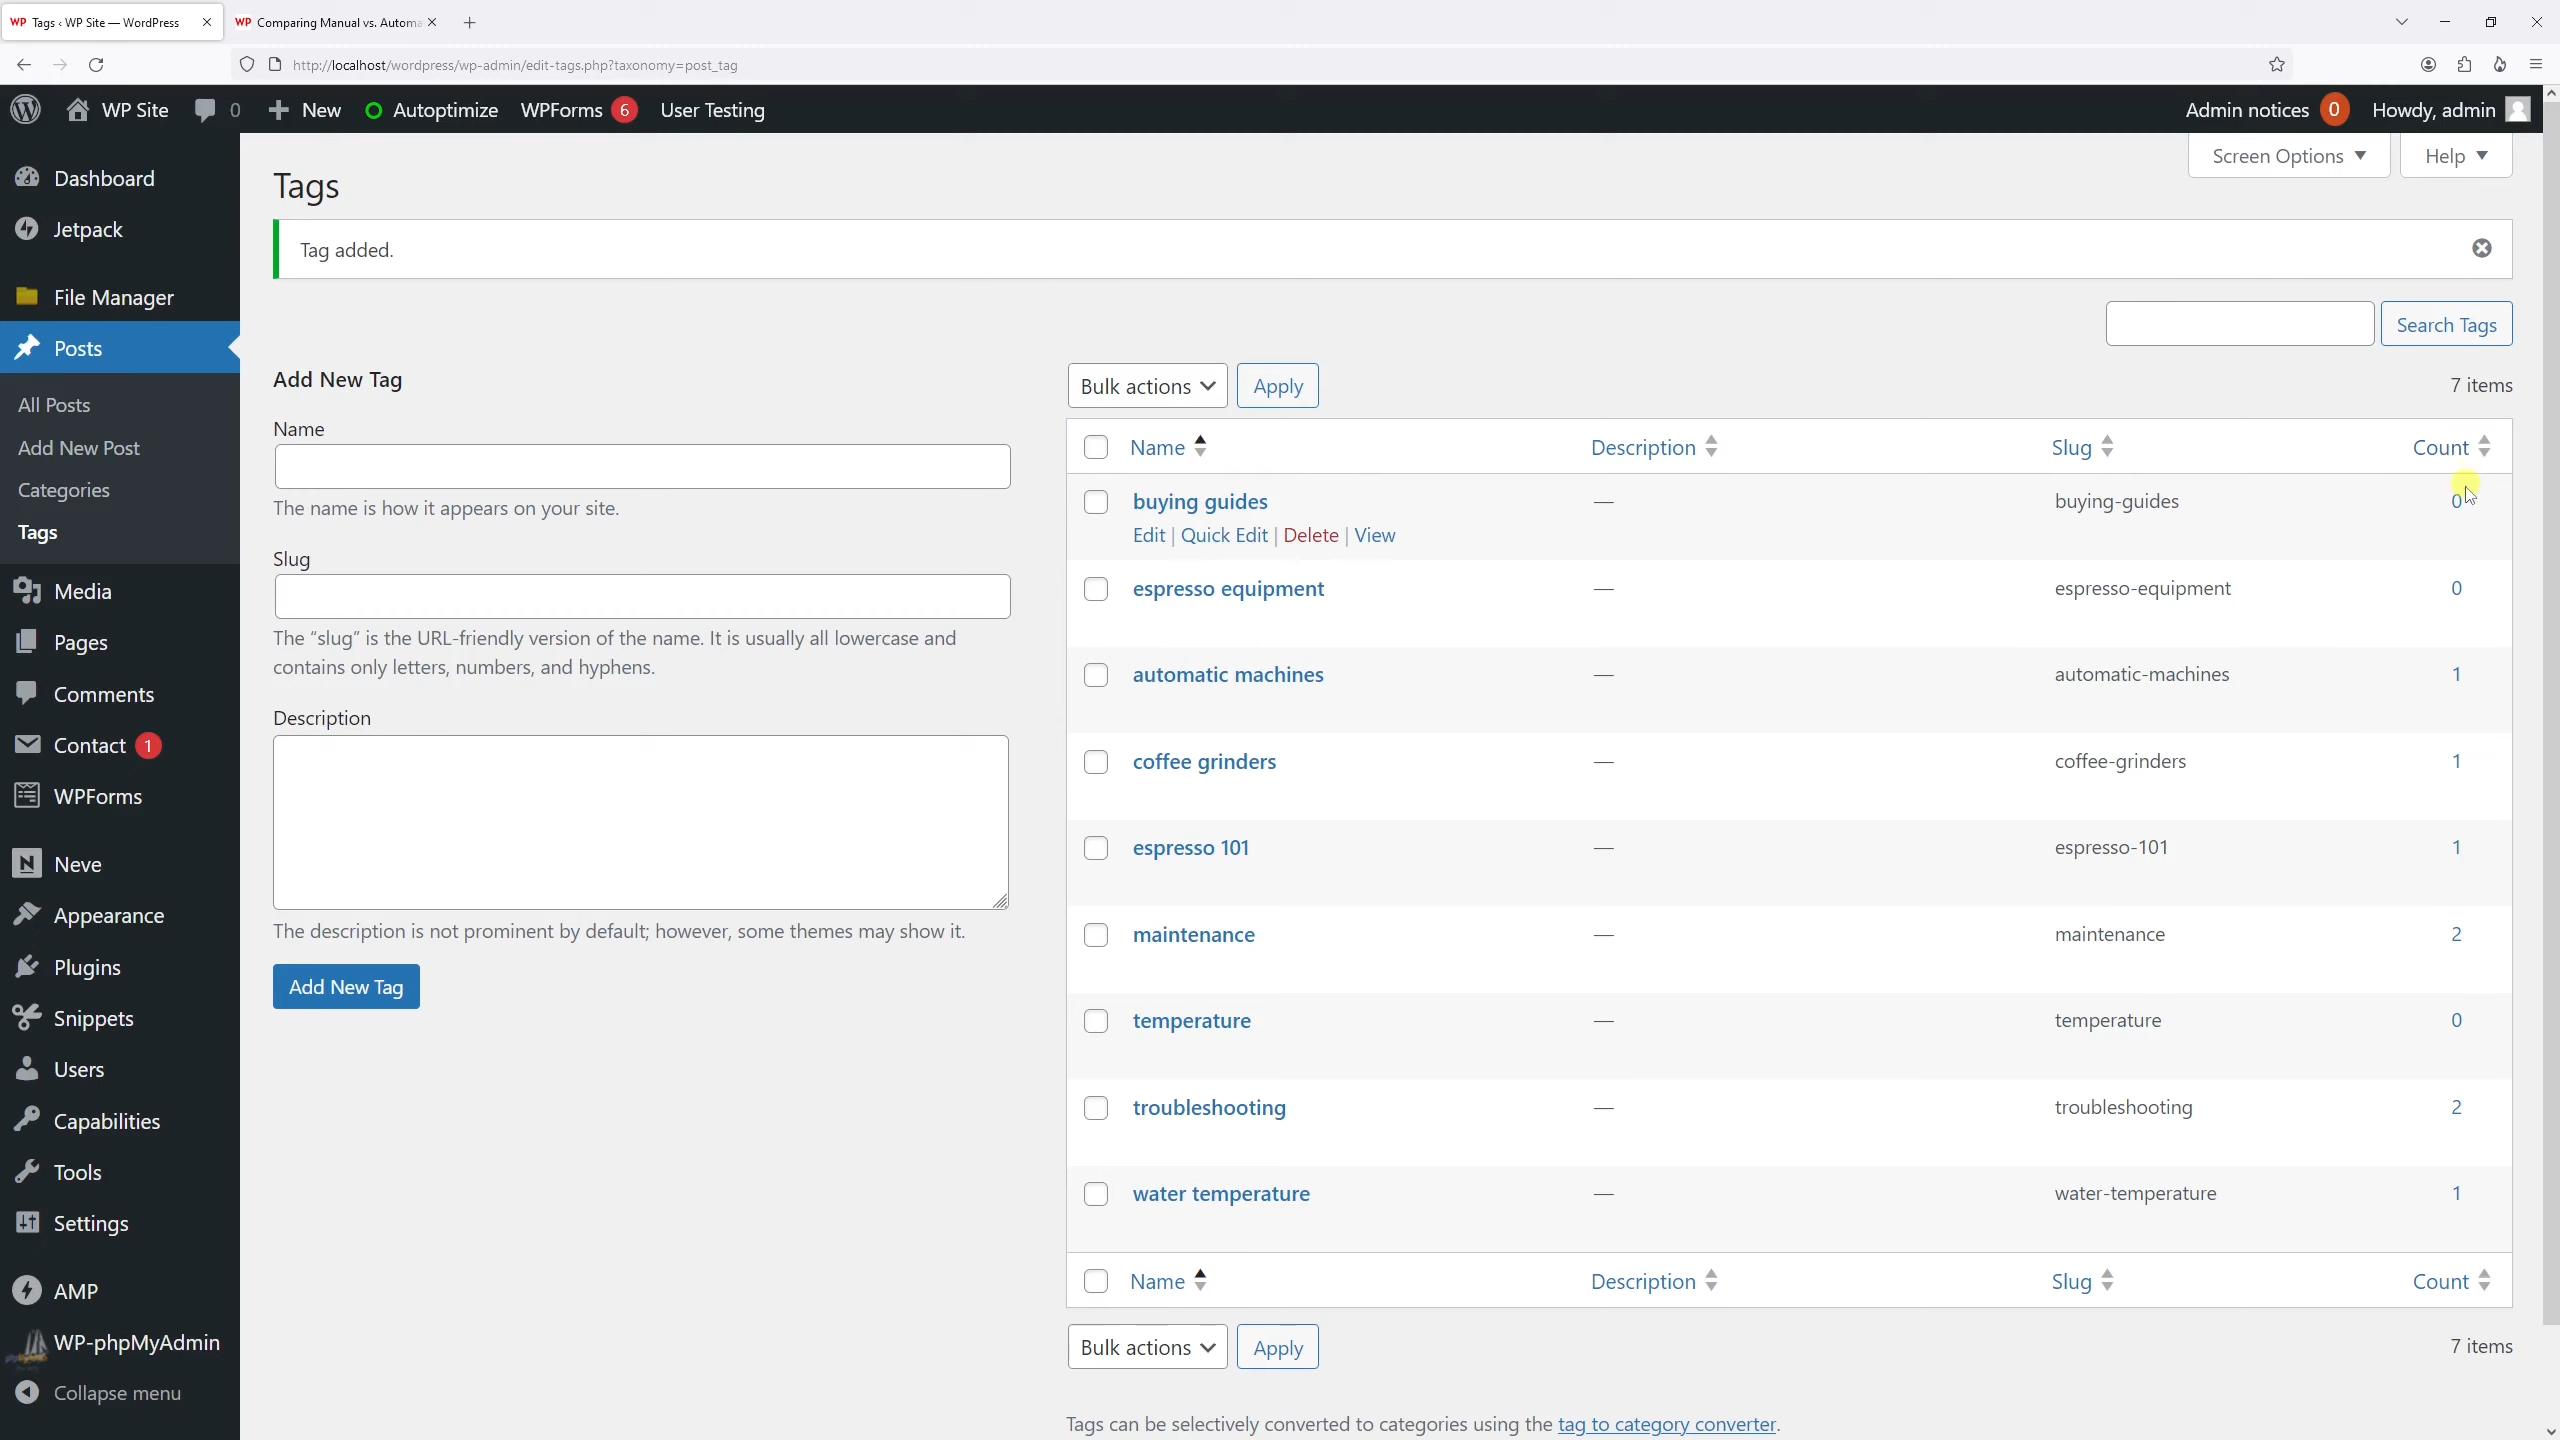 Tags ‹ WP Site — WordPress
Comparing Manual vs. Automa
http://localhost/wordpress/wp-admin/edit-tags.php?taxonomy=post_tag
WP Site
0
New
Autoptimize
WPForms 6
User Testing
Admin notices 0
Howdy, admin
Dashboard
Jetpack
File Manager
Posts
All Posts
Add New Post
Categories
Tags
Media
Pages
Comments
Contact 1
WPForms
Neve
Appearance
Plugins
Snippets
Users
Capabilities
Tools
Settings
AMP
WP-phpMyAdmin
Collapse menu
Screen Options
Help
Tags
Tag added.
Search Tags
Add New Tag
Name
The name is how it appears on your site.
Slug
The “slug” is the URL-friendly version of the name. It is usually all lowercase and
contains only letters, numbers, and hyphens.
Description
The description is not prominent by default; however, some themes may show it.
Add New Tag
Bulk actions Apply 7 items
Name Description Slug Count
buying guides — buying-guides 0
Edit | Quick Edit | Delete | View
espresso equipment — espresso-equipment 0
automatic machines — automatic-machines 1
coffee grinders — coffee-grinders 1
espresso 101 — espresso-101 1
maintenance — maintenance 2
temperature — temperature 0
troubleshooting — troubleshooting 2
water temperature — water-temperature 1
Name Description Slug Count
Bulk actions Apply 7 items
Tags can be selectively converted to categories using the tag to category converter.